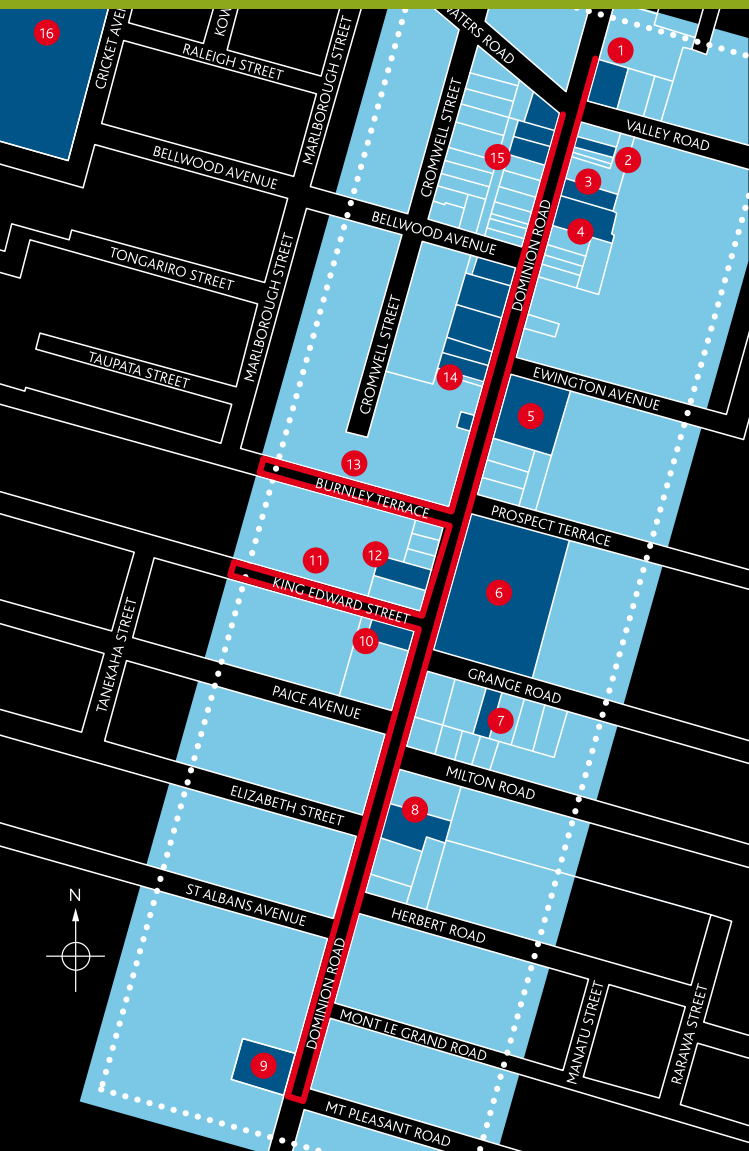 16
CRICKET AVEN
KOW
RALEIGH STREET
MARLBOROUGH STREET
WATERS ROAD
1
VALLEY ROAD
CROMWELL STREET
15
2
3
4
BELLWOOD AVENUE
BELLWOOD AVENUE
DOMINION ROAD
TONGARIRO STREET
MARLBOROUGH STREET
CROMWELL STREET
TAUPATA STREET
14
EWINGTON AVENUE
5
13
BURNLEY TERRACE
PROSPECT TERRACE
11
12
6
KING EDWARD STREET
10
TANEKAHA STREET
GRANGE ROAD
PAICE AVENUE
7
MILTON ROAD
ELIZABETH STREET
8
N
ST ALBANS AVENUE
HERBERT ROAD
DOMINION ROAD
MANATU STREET
RARAWA STREET
MONT LE GRAND ROAD
9
MT PLEASANT ROAD